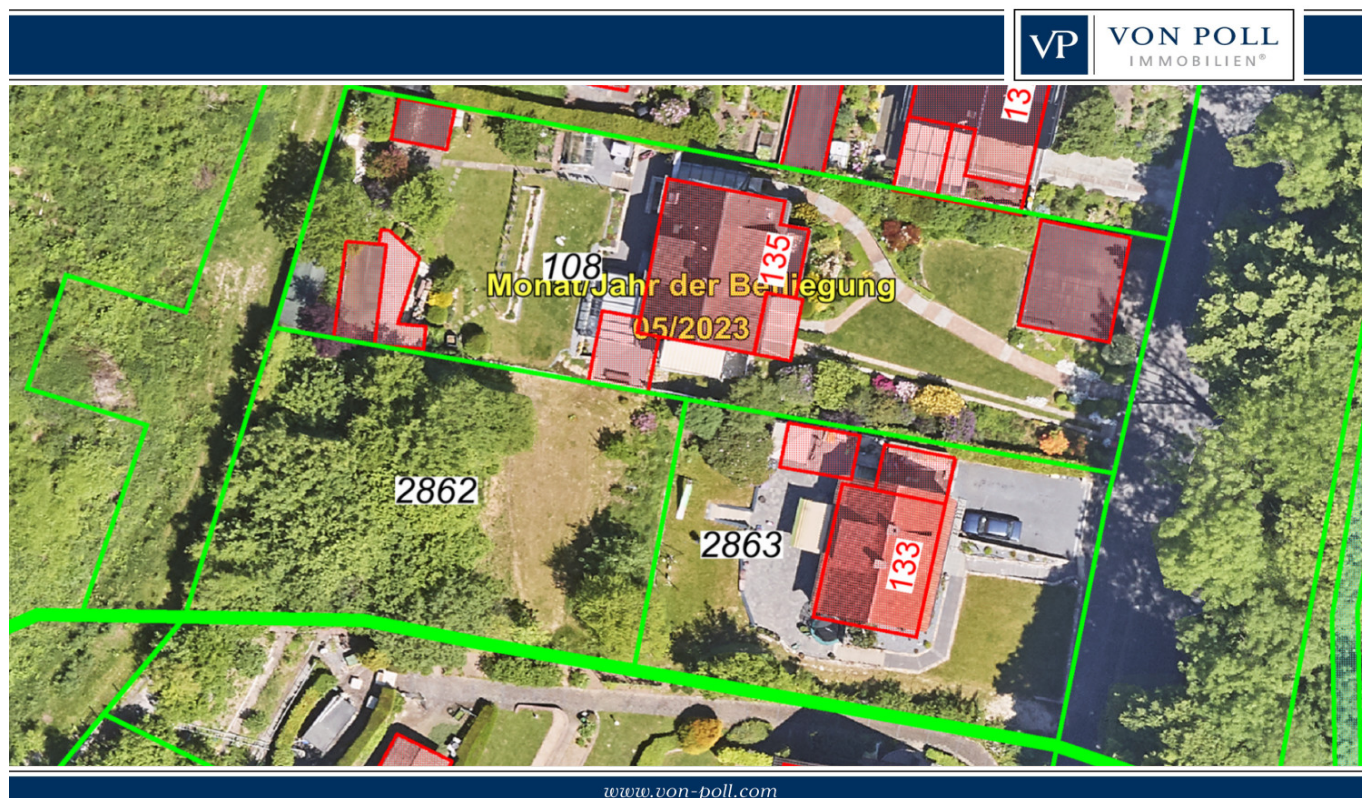 VP VON POLL
IMMOBILIEN®
13
135
108
Monat/Jahr der Befliegung
05/2023
2862
2863
133
www.von-poll.com